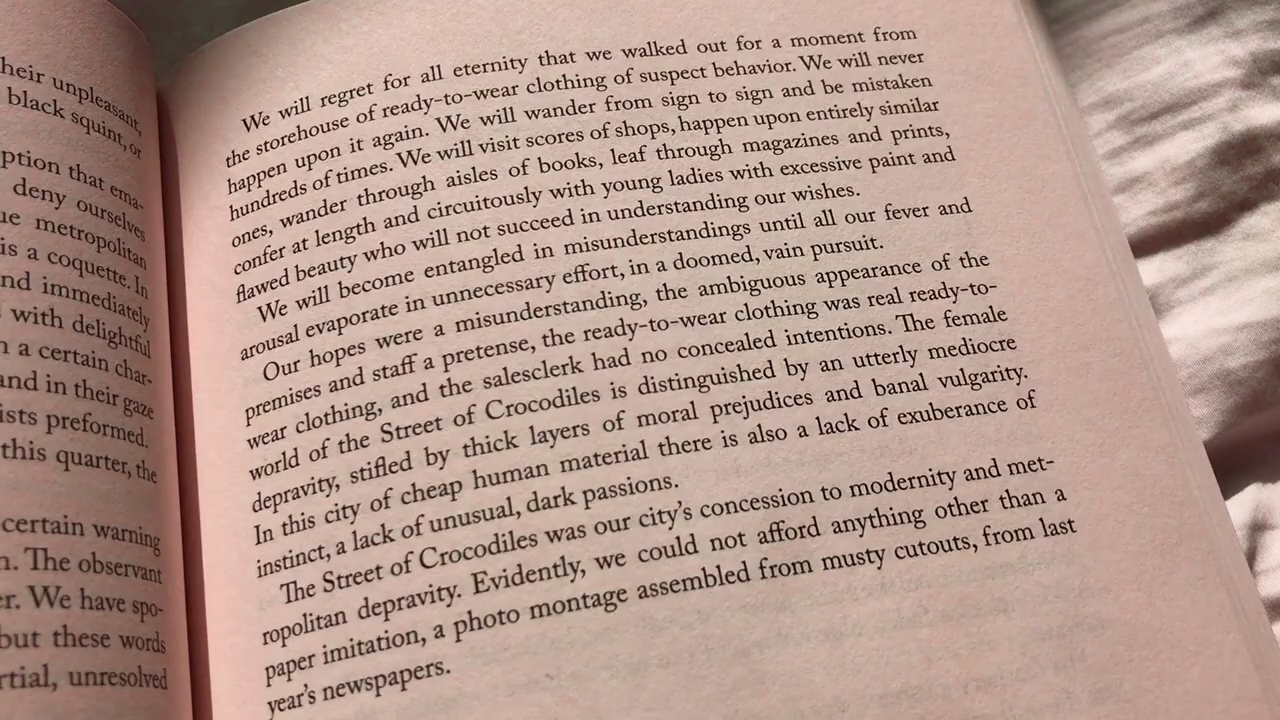 heir unpleasant,
black squint, or
ption that ema-
deny ourselves
ue metropolitan
is a coquette. In
nd immediately
with delightful
n a certain char-
and in their gaze
ists preformed.
this quarter, the
certain warning
n. The observant
er. We have spo-
but these words
rtial, unresolved
We will regret for all eternity that we walked out for a moment from
the storehouse of ready-to-wear clothing of suspect behavior. We will never
happen upon it again. We will wander from sign to sign and be mistaken
hundreds of times. We will visit scores of shops, happen upon entirely similar
ones, wander through aisles of books, leaf through magazines and prints,
confer at length and circuitously with young ladies with excessive paint and
flawed beauty who will not succeed in understanding our wishes.
We will become entangled in misunderstandings until all our fever and
arousal evaporate in unnecessary effort, in a doomed, vain pursuit.
Our hopes were a misunderstanding, the ambiguous appearance of the
premises and staff a pretense, the ready-to-wear clothing was real ready-to-
wear clothing, and the salesclerk had no concealed intentions. The female
world of the Street of Crocodiles is distinguished by an utterly mediocre
depravity, stifled by thick layers of moral prejudices and banal vulgarity.
In this city of cheap human material there is also a lack of exuberance of
instinct, a lack of unusual, dark passions.
The Street of Crocodiles was our city's concession to modernity and met-
ropolitan depravity. Evidently, we could not afford anything other than a
paper imitation, a photo montage assembled from musty cutouts, from last
year's newspapers.